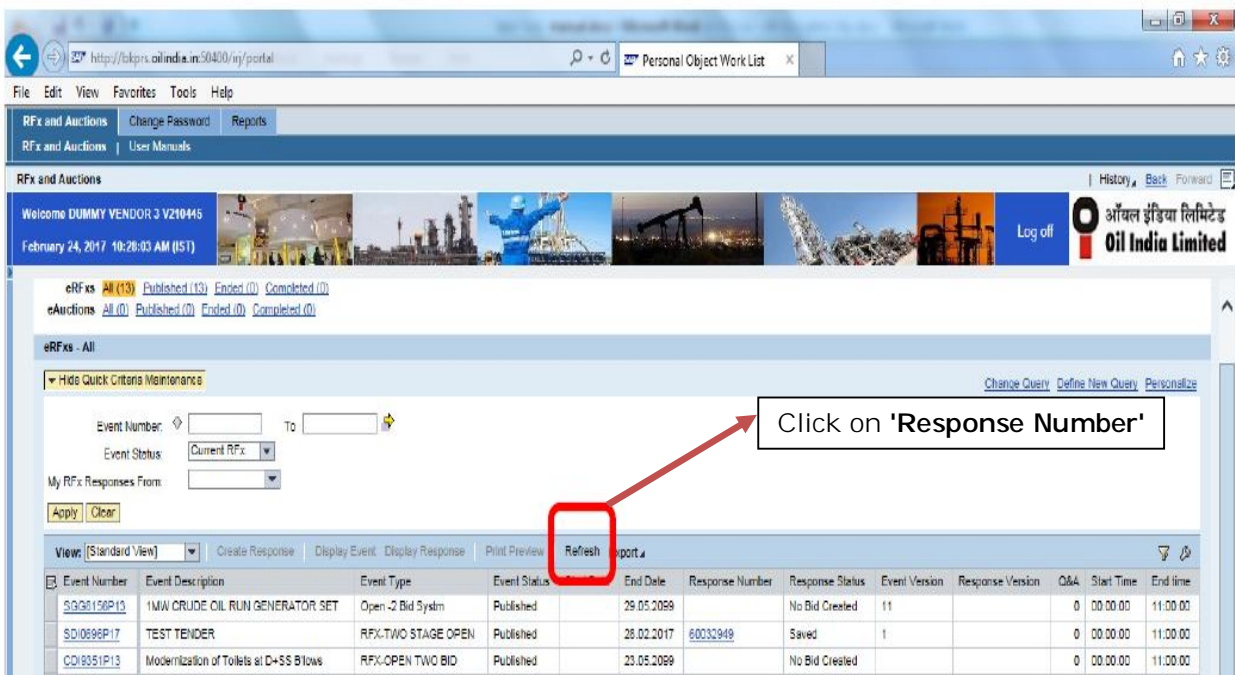 http://bkprs.oilindia.in:50400/irj/portal
Personal Object Work List
File Edit View Favorites Tools Help
RFx and Auctions Change Password Reports
RFx and Auctions | User Manuals
RFx and Auctions | History Back Forward
Welcome DUMMY VENDOR 3 V210445
February 24, 2017 10:28:03 AM (IST)
Log off
ऑयल इंडिया लिमिटेड
Oil India Limited
eRFxs All (13) Published (13) Ended (0) Completed (0)
eAuctions All (0) Published (0) Ended (0) Completed (0)
eRFxs - All
Hide Quick Criteria Maintenance Change Query Define New Query Personalize
Click on 'Response Number'
Event Number: To
Event Status: Current RFx
My RFx Responses From:
Apply Clear
View: [Standard View] Create Response Display Event Display Response Print Preview Refresh xport
Event Number Event Description Event Type Event Status End Date Response Number Response Status Event Version Response Version Q&A Start Time End time
SGG6156P13 1MW CRUDE OIL RUN GENERATOR SET Open -2 Bid Systm Published 29.05.2099 No Bid Created 11 0 00:00:00 11:00:00
SDI0696P17 TEST TENDER RFX-TWO STAGE OPEN Published 28.02.2017 60032949 Saved 1 0 00:00:00 11:00:00
CDI9351P13 Modernization of Toilets at D+SS B'lows RFX-OPEN TWO BID Published 23.05.2099 No Bid Created 0 00:00:00 11:00:00